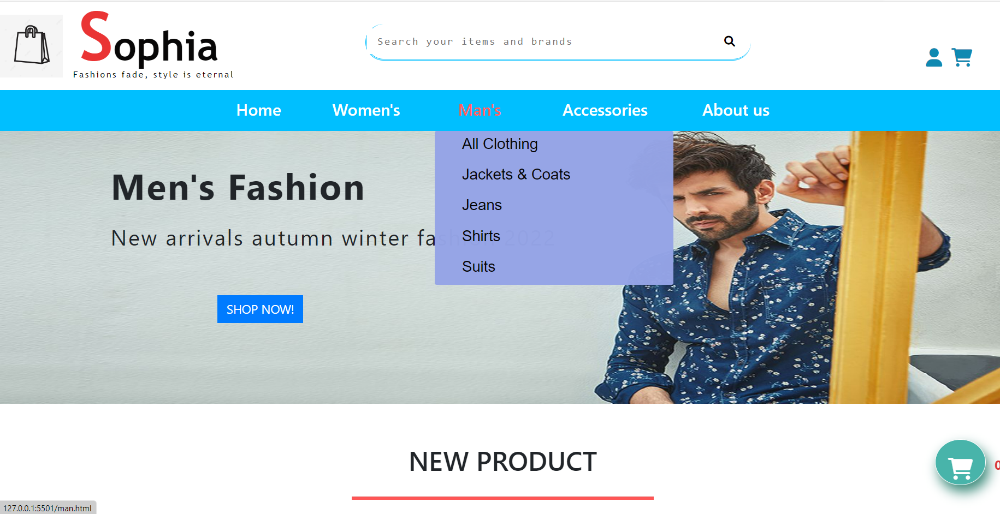 Sophia
Fashions fade, style is eternal
Search your items and brands
Home Women's Man's Accessories About us
All Clothing
Jackets & Coats
Jeans
Shirts
Suits
Men's Fashion
New arrivals autumn winter fashion 2022
SHOP NOW!
NEW PRODUCT
0
127.0.0.1:5501/man.html